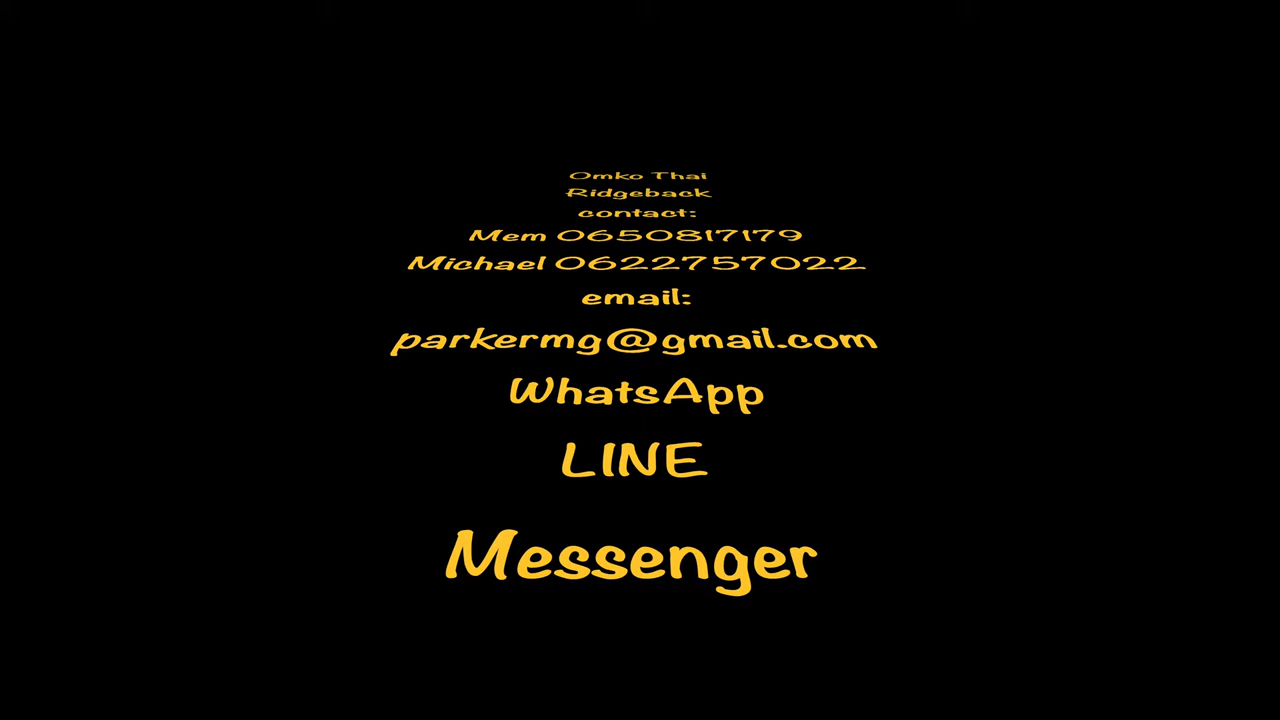 Omko Thai
Ridgeback
contact:
Mem 0650817179
Michael 0622757022
email:
parkermg@gmail.com
WhatsApp
LINE
Messenger